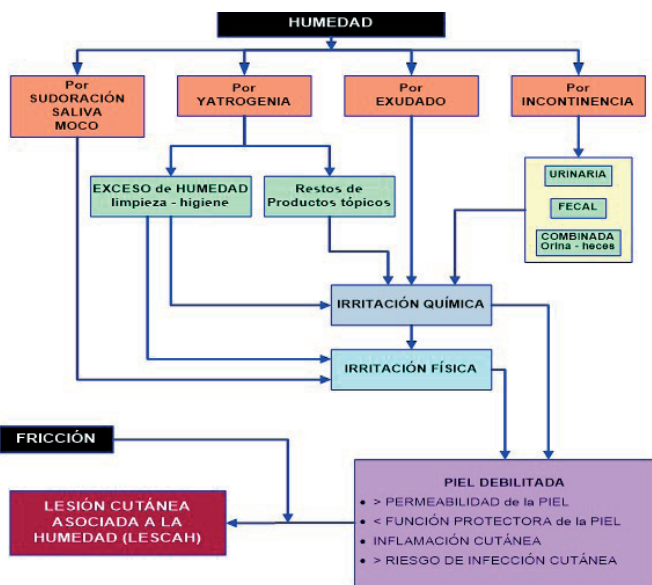 HUMEDAD
Por
SUDORACIÓN
SALIVA
MOCO
Por
YATROGENIA
Por
EXUDADO
Por
INCONTINENCIA
EXCESO de HUMEDAD
limpieza - higiene
Restos de
Productos tópicos
URINARIA
FECAL
COMBINADA
Orina - heces
IRRITACIÓN QUÍMICA
IRRITACIÓN FÍSICA
FRICCIÓN
LESIÓN CUTÁNEA
ASOCIADA A LA
HUMEDAD (LESCAH)
PIEL DEBILITADA
• > PERMEABILIDAD de la PIEL
• < FUNCIÓN PROTECTORA de la PIEL
• INFLAMACIÓN CUTÁNEA
• > RIESGO DE INFECCIÓN CUTÁNEA